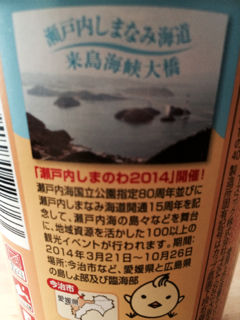 瀬戸内しまなみ海道
来島海峡大橋
「瀬戸内しまのわ2014」開催!
瀬戸内海国立公園指定80周年並びに
瀬戸内しまなみ海道開通15周年を記
念して、瀬戸内海の島々などを舞台
に、地域資源を活かした100以上の
観光イベントが行われます。期間:
2014年3月21日~10月26日
場所:今治市など、愛媛県と広島県
の島しょ部及び臨海部
今治市
愛媛県